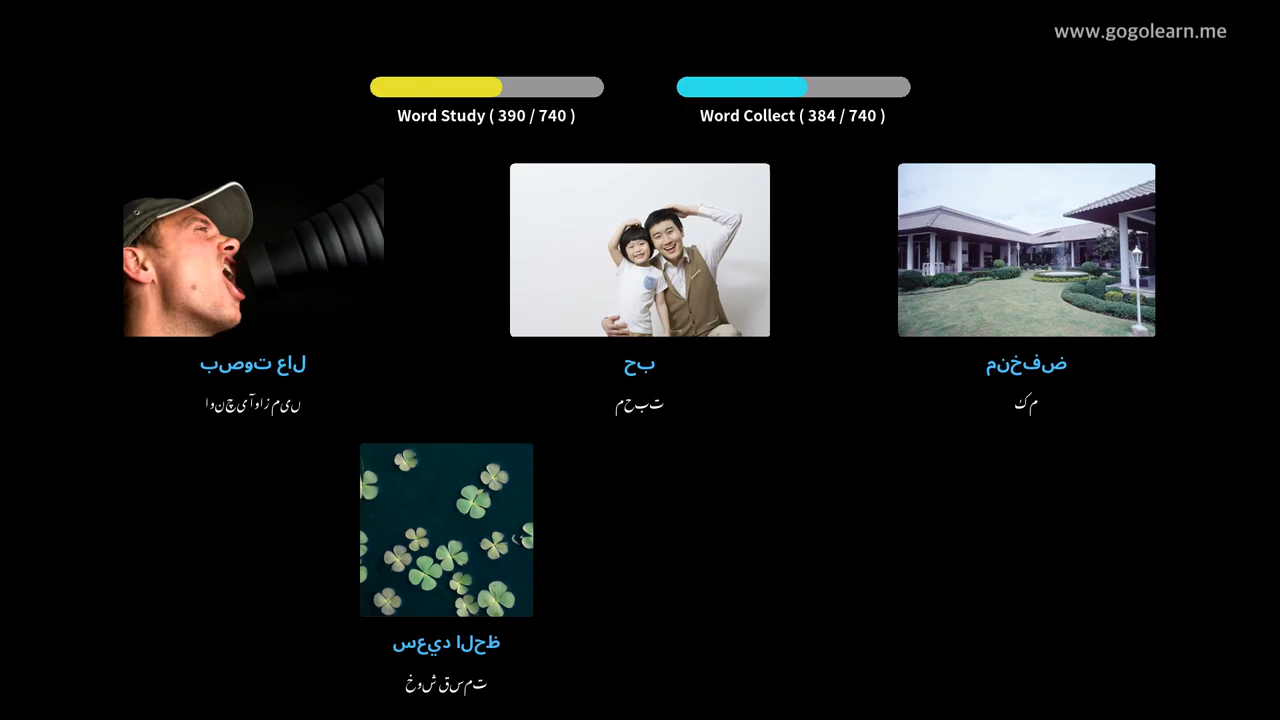 www.gogolearn.me
Word Study ( 390 / 740 )
Word Collect ( 384 / 740 )
بصوت عال
اونچی آواز میں
حب
محبت
منخفض
کم
سعيد الحظ
خوش قسمت